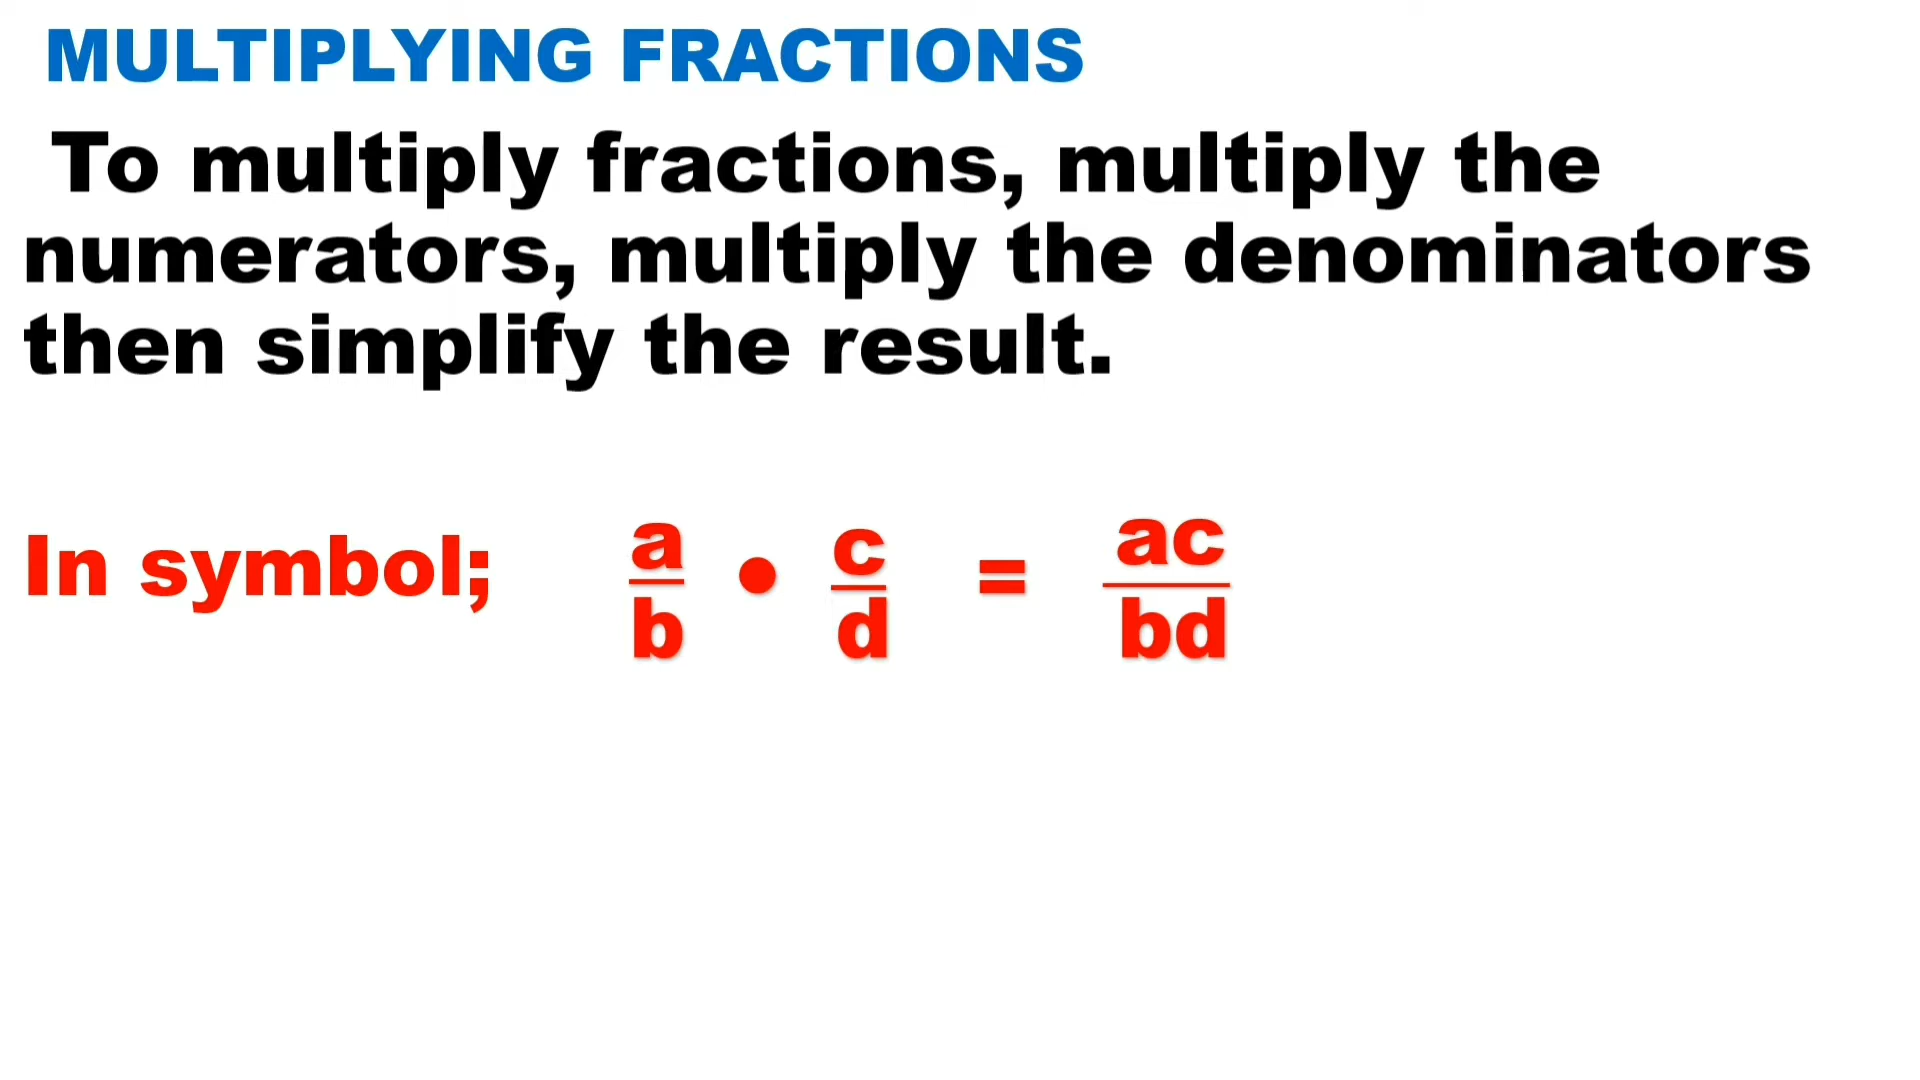 MULTIPLYING FRACTIONS
To multiply fractions, multiply the
numerators, multiply the denominators
then simplify the result.
In symbol; a/b • c/d = ac/bd